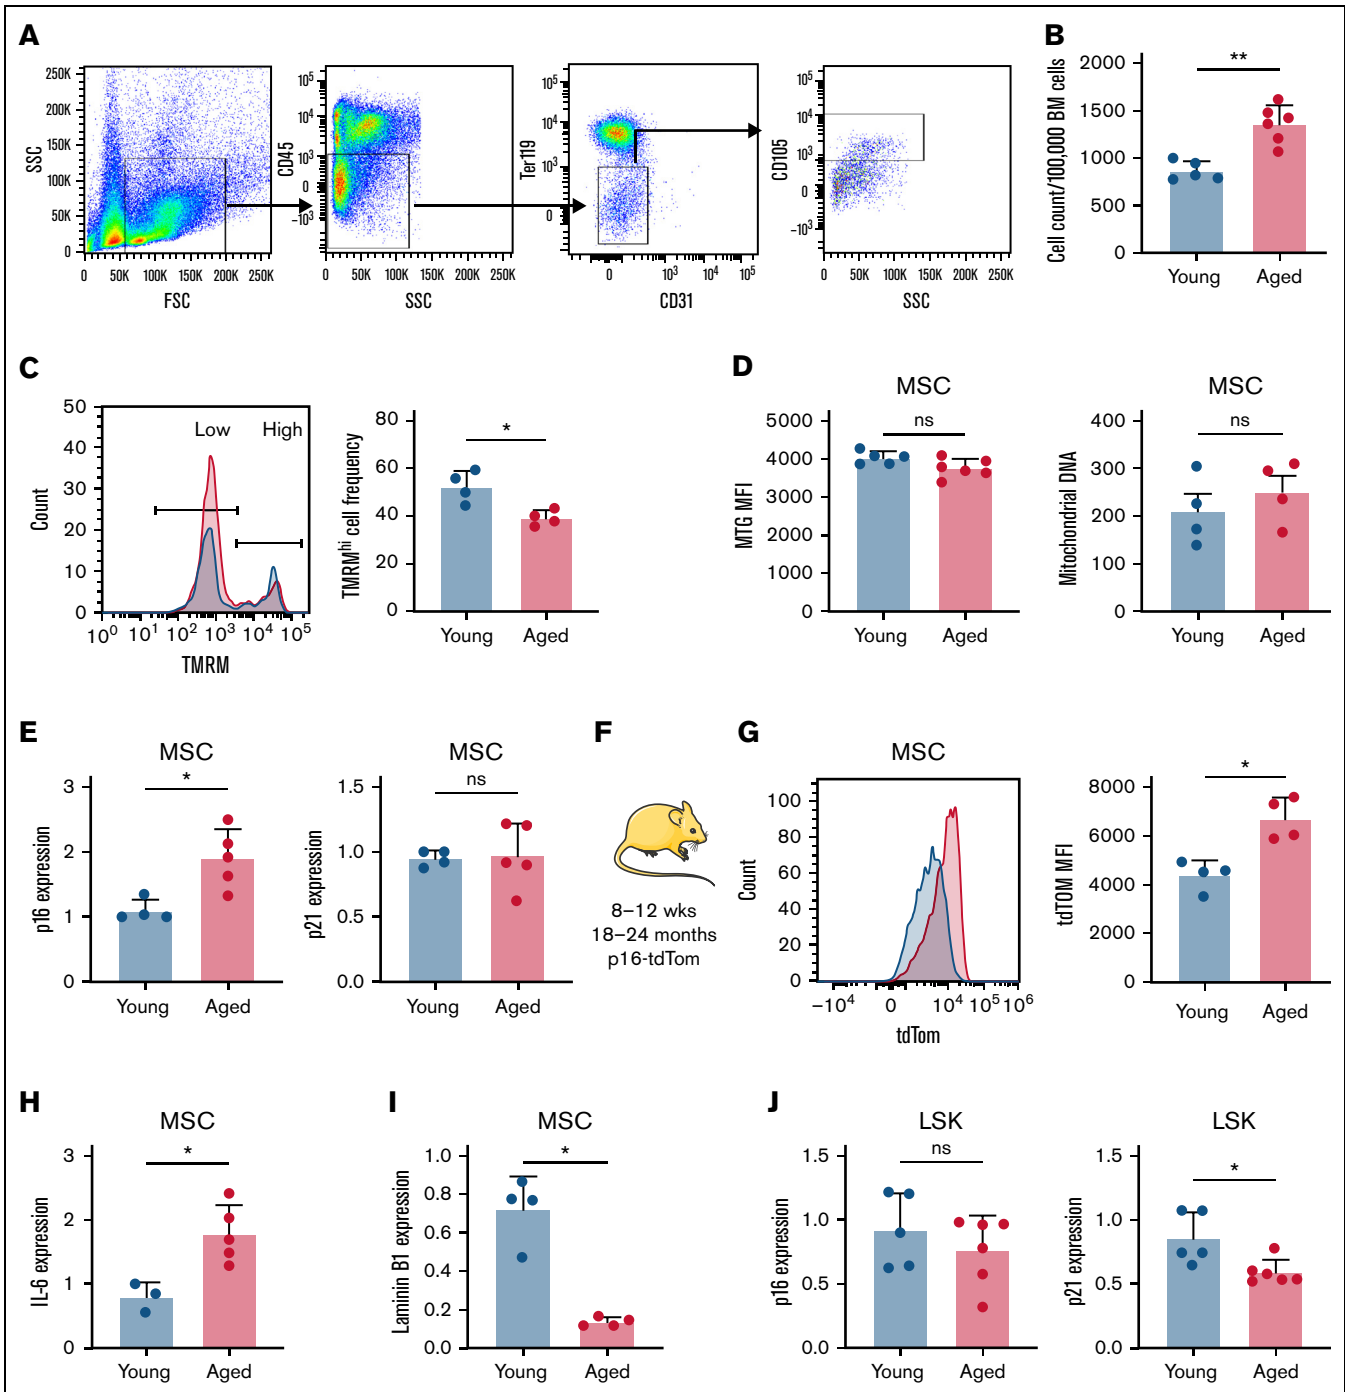 A
SSC
250K
200K
150K
100K
50K
0
0 50K 100K 150K 200K 250K
FSC
CD45
10⁵
10⁴
10³
0
−10³
0 50K 100K 150K 200K 250K
SSC
Ter119
10⁵
10⁴
10³
0
0 10³ 10⁴ 10⁵
CD31
CD105
10⁵
10⁴
10³
0
−10³
0 50K 100K 150K 200K 250K
SSC
B
Cell count/100,000 BM cells
2000
1500
1000
500
0
**
Young Aged
C
Count
50
40
30
20
10
0
Low High
10⁰ 10¹ 10² 10³ 10⁴ 10⁵
TMRM
TMRMhi cell frequency
80
60
40
20
0
*
Young Aged
D
MSC
MTG MFI
5000
4000
3000
2000
1000
0
ns
Young Aged
MSC
Mitochondrial DNA
400
300
200
100
0
ns
Young Aged
E
MSC
p16 expression
3
2
1
0
*
Young Aged
MSC
p21 expression
1.5
1.0
0.5
0.0
ns
Young Aged
F
8–12 wks
18–24 months
p16-tdTom
G
MSC
Count
100
80
60
40
20
0
−10⁴ 0 10⁴ 10⁵ 10⁶
tdTom
tdTOM MFI
8000
6000
4000
2000
0
*
Young Aged
H
MSC
IL-6 expression
3
2
1
0
*
Young Aged
I
MSC
Laminin B1 expression
1.0
0.8
0.6
0.4
0.2
0.0
*
Young Aged
J
LSK
p16 expression
1.5
1.0
0.5
0.0
ns
Young Aged
LSK
p21 expression
1.5
1.0
0.5
0.0
*
Young Aged